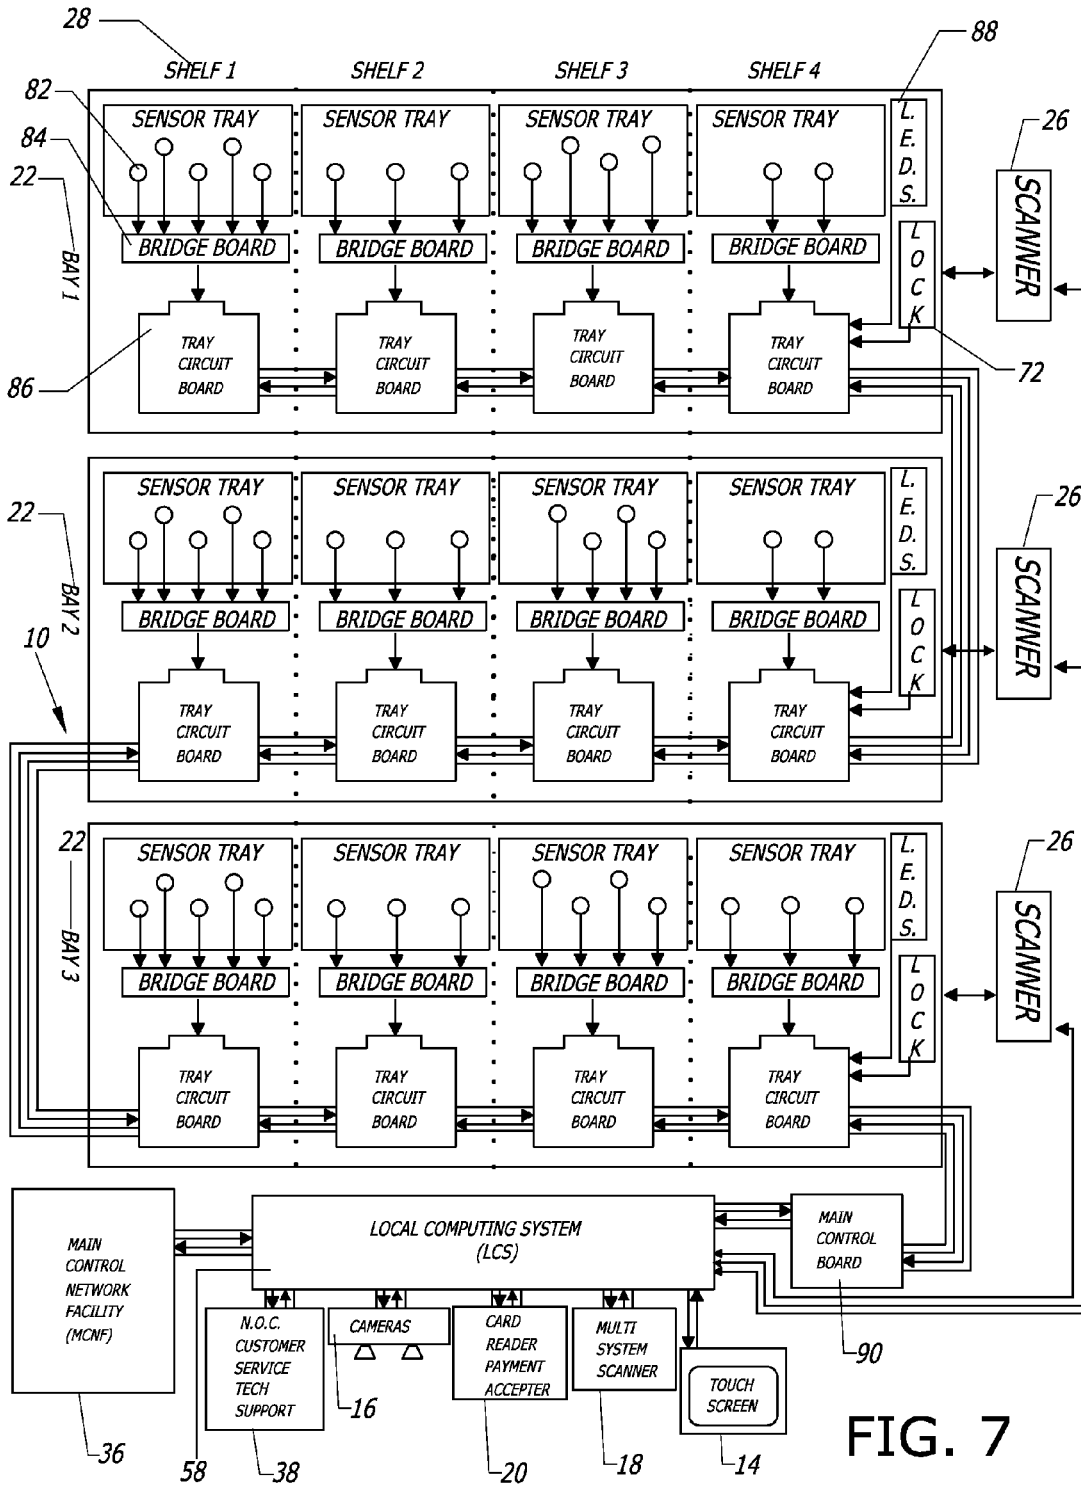 28
SHELF 1 SHELF 2 SHELF 3 SHELF 4
88
82
SENSOR TRAY SENSOR TRAY SENSOR TRAY SENSOR TRAY
L.E.D.S.
26
84
22
BAY 1
SCANNER
LOCK
BRIDGE BOARD BRIDGE BOARD BRIDGE BOARD BRIDGE BOARD
86
TRAY TRAY TRAY TRAY
CIRCUIT CIRCUIT CIRCUIT CIRCUIT
BOARD BOARD BOARD BOARD
72
SENSOR TRAY SENSOR TRAY SENSOR TRAY SENSOR TRAY
L.E.D.S.
26
22
BAY 2
SCANNER
LOCK
BRIDGE BOARD BRIDGE BOARD BRIDGE BOARD BRIDGE BOARD
10
TRAY TRAY TRAY TRAY
CIRCUIT CIRCUIT CIRCUIT CIRCUIT
BOARD BOARD BOARD BOARD
22
BAY 3
SENSOR TRAY SENSOR TRAY SENSOR TRAY SENSOR TRAY
L.E.D.S.
26
SCANNER
LOCK
BRIDGE BOARD BRIDGE BOARD BRIDGE BOARD BRIDGE BOARD
TRAY TRAY TRAY TRAY
CIRCUIT CIRCUIT CIRCUIT CIRCUIT
BOARD BOARD BOARD BOARD
MAIN
CONTROL
NETWORK
FACILITY
(MCNF)
LOCAL COMPUTING SYSTEM
(LCS)
MAIN
CONTROL
BOARD
N.O.C.
CUSTOMER
SERVICE
TECH
SUPPORT
CAMERAS
CARD
READER
PAYMENT
ACCEPTER
MULTI
SYSTEM
SCANNER
TOUCH
SCREEN
90
16
36
58
38
20
18
14
FIG. 7